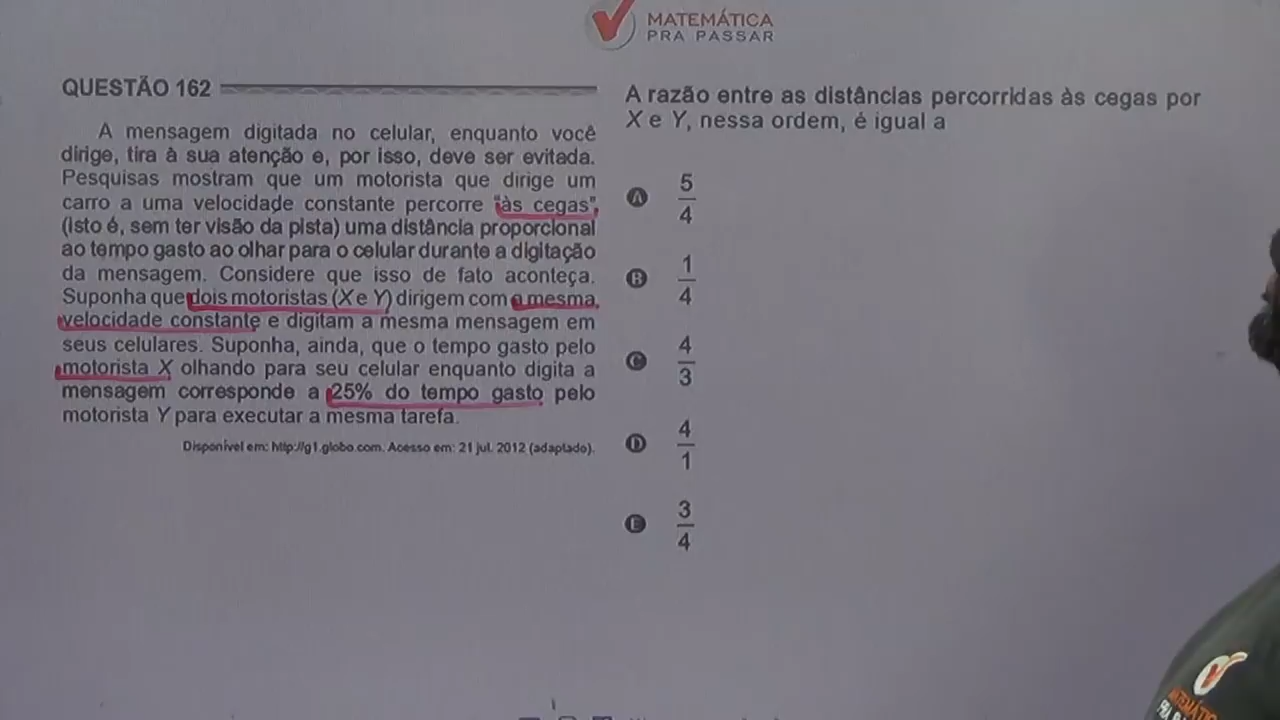 MATEMÁTICA
PRA PASSAR
QUESTÃO 162
A mensagem digitada no celular, enquanto você
dirige, tira à sua atenção e, por isso, deve ser evitada.
Pesquisas mostram que um motorista que dirige um
carro a uma velocidade constante percorre "às cegas"
(isto é, sem ter visão da pista) uma distância proporcional
ao tempo gasto ao olhar para o celular durante a digitação
da mensagem. Considere que isso de fato aconteça.
Suponha que dois motoristas (X e Y) dirigem com a mesma
velocidade constante e digitam a mesma mensagem em
seus celulares. Suponha, ainda, que o tempo gasto pelo
motorista X olhando para seu celular enquanto digita a
mensagem corresponde a 25% do tempo gasto pelo
motorista Y para executar a mesma tarefa.
Disponível em: http://g1.globo.com. Acesso em: 21 jul. 2012 (adaptado).
A razão entre as distâncias percorridas às cegas por
X e Y, nessa ordem, é igual a
A 5/4
B 1/4
C 4/3
D 4/1
E 3/4